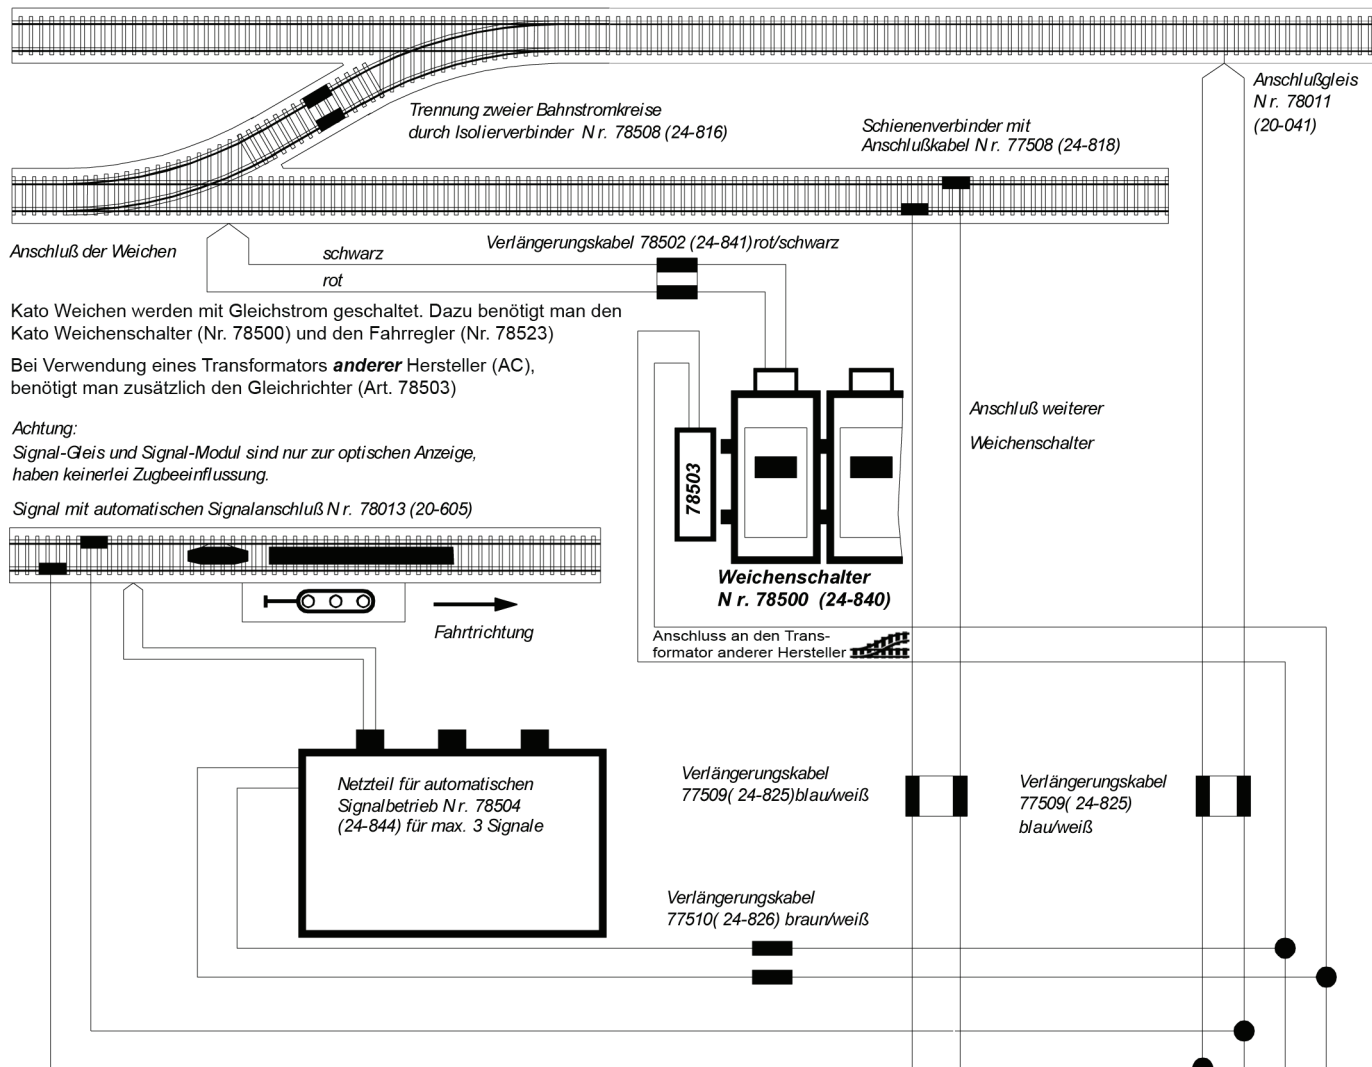 Trennung zweier Bahnstromkreise
durch Isolierverbinder Nr. 78508 (24-816)
Schienenverbinder mit
Anschlußkabel Nr. 77508 (24-818)
Anschlußgleis
Nr. 78011
(20-041)
Anschluß der Weichen
schwarz
rot
Verlängerungskabel 78502 (24-841)rot/schwarz
Kato Weichen werden mit Gleichstrom geschaltet. Dazu benötigt man den
Kato Weichenschalter (Nr. 78500) und den Fahrregler (Nr. 78523)
Bei Verwendung eines Transformators anderer Hersteller (AC),
benötigt man zusätzlich den Gleichrichter (Art. 78503)
Achtung:
Signal-Gleis und Signal-Modul sind nur zur optischen Anzeige,
haben keinerlei Zugbeeinflussung.
Signal mit automatischen Signalanschluß Nr. 78013 (20-605)
78503
Anschluß weiterer
Weichenschalter
Weichenschalter
Nr. 78500 (24-840)
Fahrtrichtung
Anschluss an den Trans-
formator anderer Hersteller
Netzteil für automatischen
Signalbetrieb Nr. 78504
(24-844) für max. 3 Signale
Verlängerungskabel
77509( 24-825)blau/weiß
Verlängerungskabel
77509( 24-825)
blau/weiß
Verlängerungskabel
77510( 24-826) braun/weiß